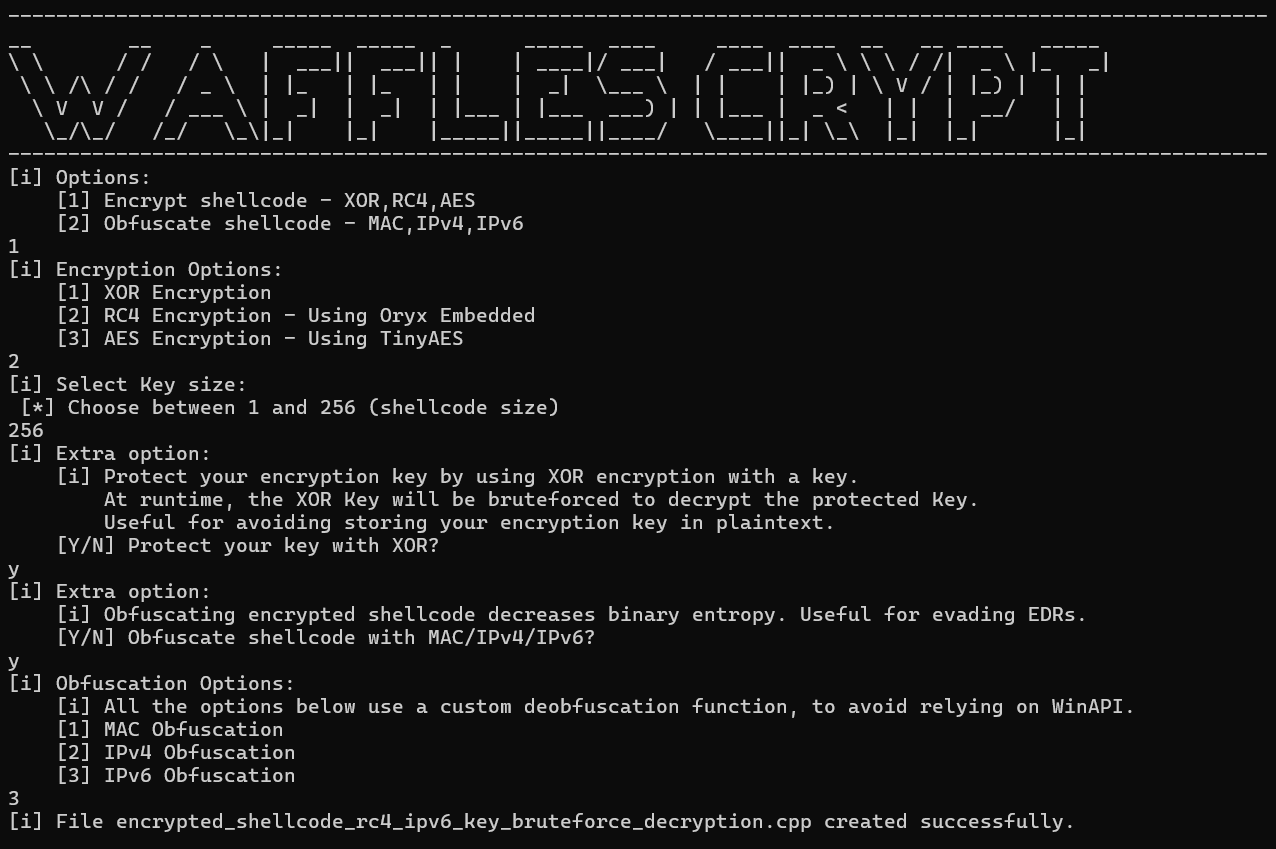 WAFFLESCRYPT
[i] Options:
[1] Encrypt shellcode - XOR,RC4,AES
[2] Obfuscate shellcode - MAC,IPv4,IPv6
1
[i] Encryption Options:
[1] XOR Encryption
[2] RC4 Encryption - Using Oryx Embedded
[3] AES Encryption - Using TinyAES
2
[i] Select Key size:
[*] Choose between 1 and 256 (shellcode size)
256
[i] Extra option:
[i] Protect your encryption key by using XOR encryption with a key.
At runtime, the XOR Key will be bruteforced to decrypt the protected Key.
Useful for avoiding storing your encryption key in plaintext.
[Y/N] Protect your key with XOR?
y
[i] Extra option:
[i] Obfuscating encrypted shellcode decreases binary entropy. Useful for evading EDRs.
[Y/N] Obfuscate shellcode with MAC/IPv4/IPv6?
y
[i] Obfuscation Options:
[i] All the options below use a custom deobfuscation function, to avoid relying on WinAPI.
[1] MAC Obfuscation
[2] IPv4 Obfuscation
[3] IPv6 Obfuscation
3
[i] File encrypted_shellcode_rc4_ipv6_key_bruteforce_decryption.cpp created successfully.